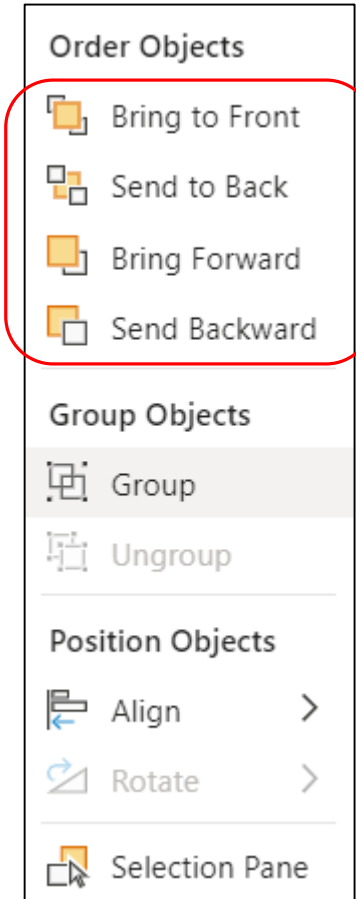 Order Objects
Bring to Front
Send to Back
Bring Forward
Send Backward
Group Objects
Group
Ungroup
Position Objects
Align
Rotate
Selection Pane